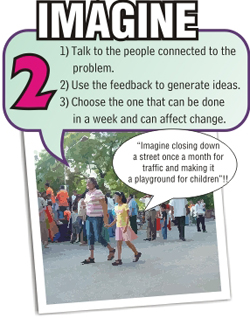 IMAGINE
2
1) Talk to the people connected to the
problem.
2) Use the feedback to generate ideas.
3) Choose the one that can be done
in a week and can affect change.
"Imagine closing down
a street once a month for
traffic and making it
a playground for children"!!